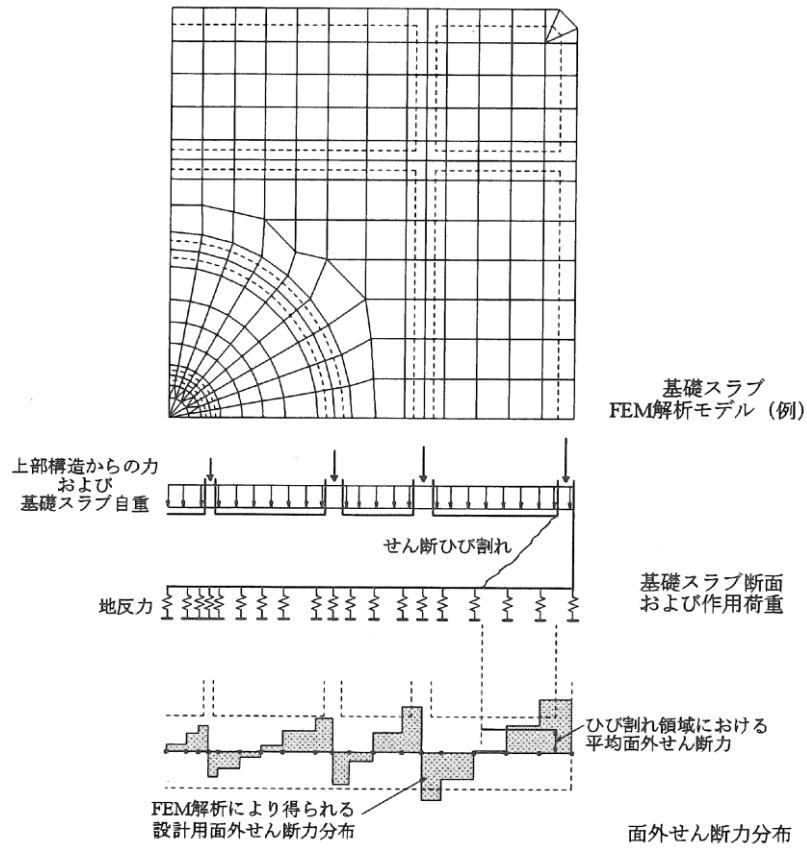 基礎スラブ
FEM解析モデル（例）
上部構造からの力
および
基礎スラブ自重
せん断ひび割れ
地反力
基礎スラブ断面
および作用荷重
ひび割れ領域における
平均面外せん断力
FEM解析により得られる
設計用面外せん断力分布
面外せん断力分布